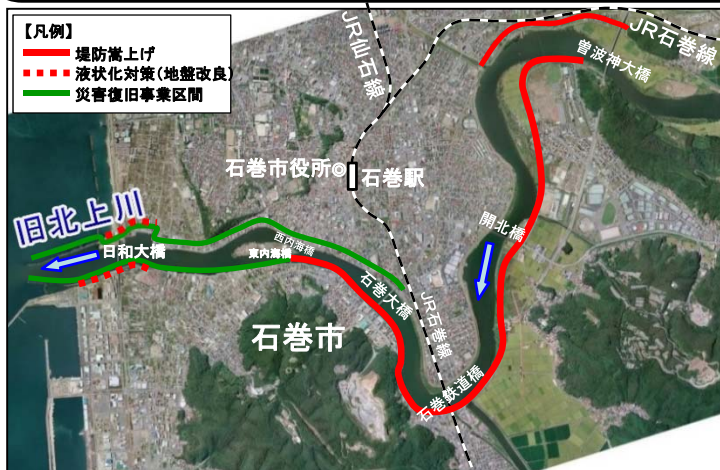 【凡例】
堤防嵩上げ
液状化対策(地盤改良)
災害復旧事業区間
JR仙石線
JR石巻線
曽波神大橋
石巻市役所◎
石巻駅
旧北上川
日和大橋
西内海橋
東内海橋
開北橋
石巻大橋
JR石巻線
石巻市
石巻鉄道橋